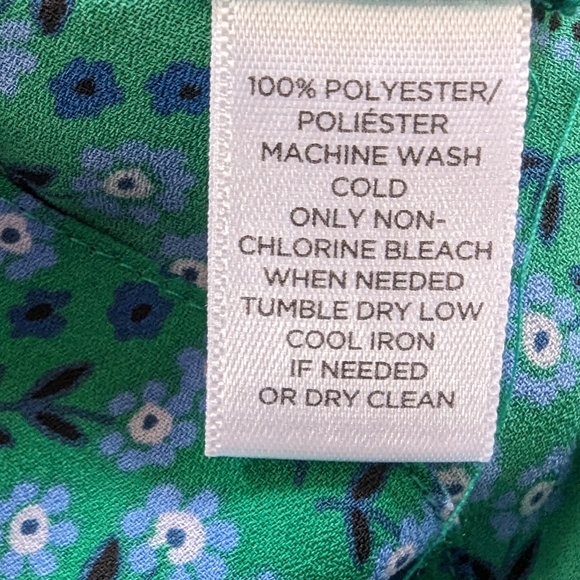 100% POLYESTER/
POLIÉSTER
MACHINE WASH
COLD
ONLY NON-
CHLORINE BLEACH
WHEN NEEDED
TUMBLE DRY LOW
COOL IRON
IF NEEDED
OR DRY CLEAN